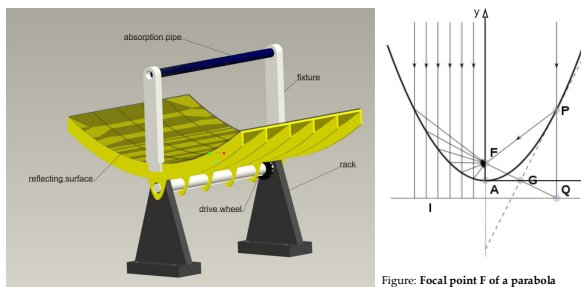 absorption pipe
fixture
reflecting surface
rack
drive wheel
y
P
F
A
G
Q
l
Figure: Focal point F of a parabola